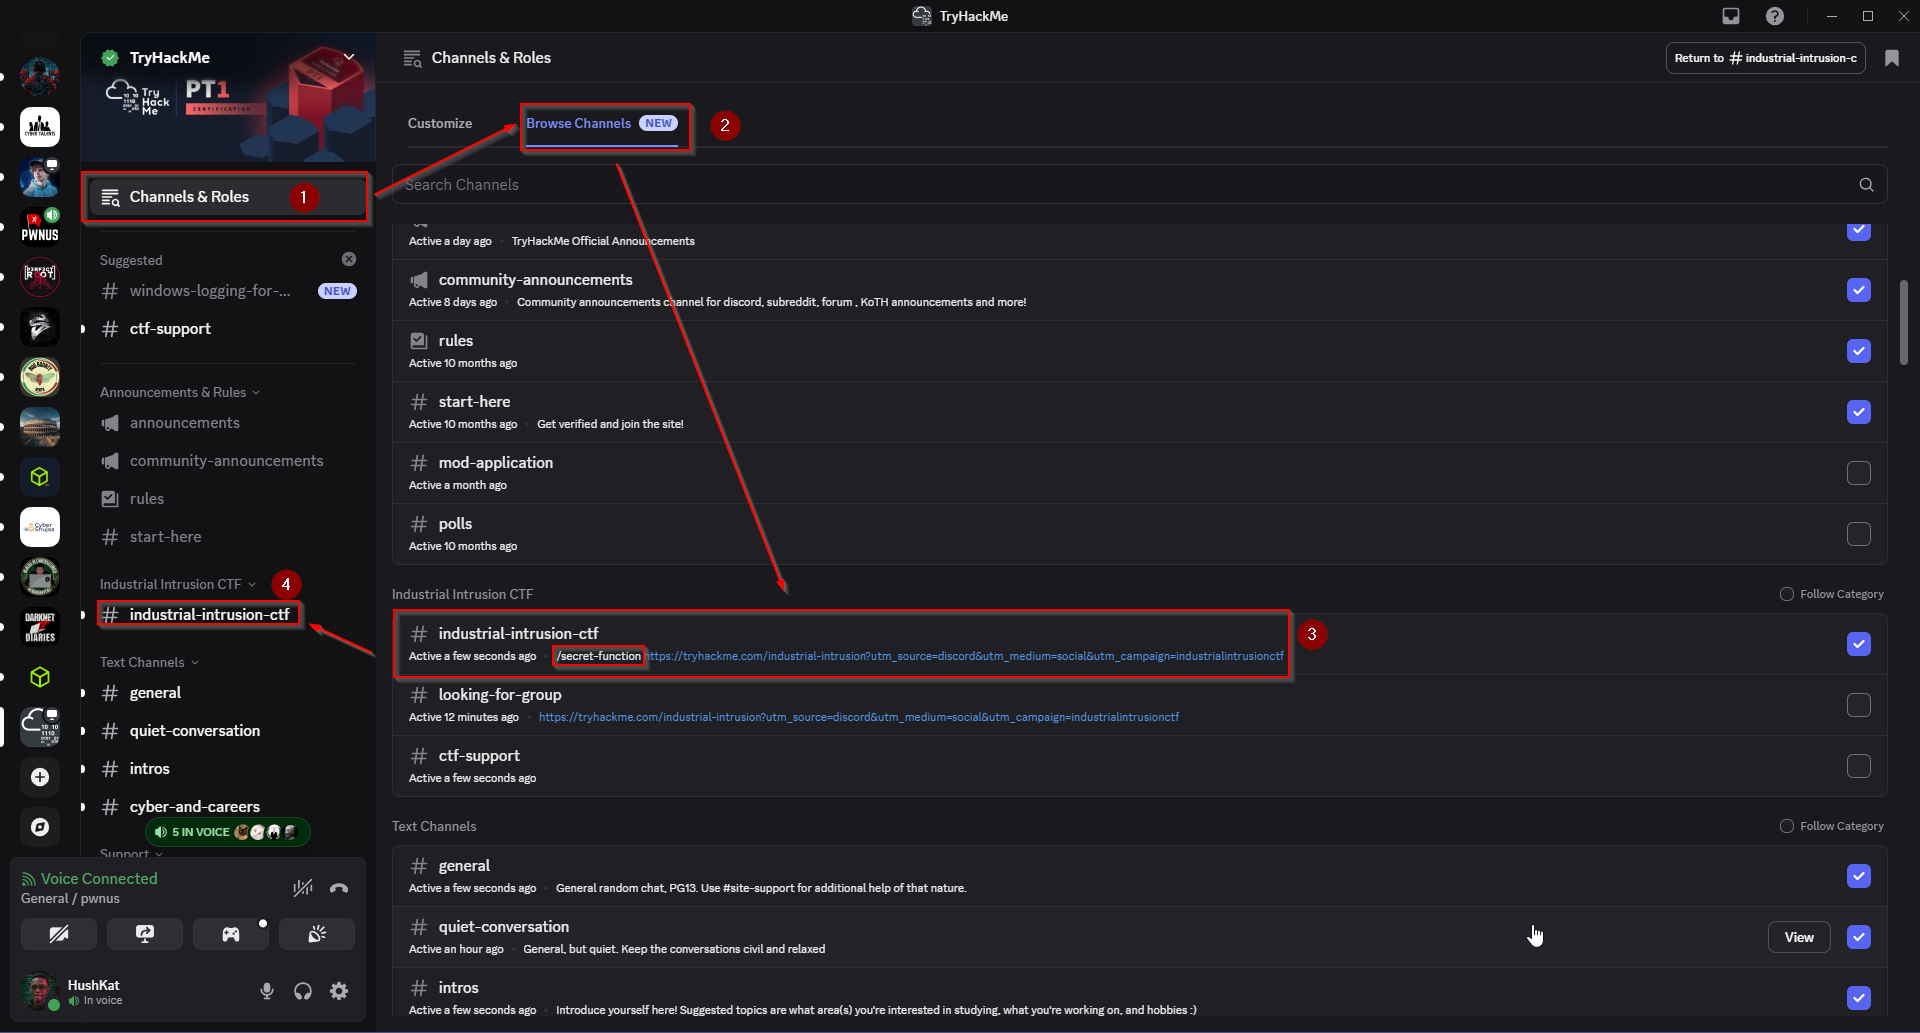 TryHackMe
TryHackMe
Try
Hack
Me
PT1
CERTIFICATION
Channels & Roles
1
Suggested
windows-logging-for-...
NEW
ctf-support
Announcements & Rules
announcements
community-announcements
rules
start-here
Industrial Intrusion CTF
4
industrial-intrusion-ctf
Text Channels
general
quiet-conversation
intros
cyber-and-careers
5 IN VOICE
Support
Voice Connected
General / pwnus
HushKat
In voice
CYBER TALENTS
PWNUS
Cyber
Shujaa
DARKNET
DIARIES
Channels & Roles
Return to # industrial-intrusion-c
Customize
Browse Channels NEW
2
Search Channels
Active a day ago TryHackMe Official Announcements
community-announcements
Active 8 days ago Community announcements channel for discord, subreddit, forum , KoTH announcements and more!
rules
Active 10 months ago
start-here
Active 10 months ago Get verified and join the site!
mod-application
Active a month ago
polls
Active 10 months ago
Industrial Intrusion CTF
Follow Category
industrial-intrusion-ctf
3
Active a few seconds ago /secret-function https://tryhackme.com/industrial-intrusion?utm_source=discord&utm_medium=social&utm_campaign=industrialintrusionctf
looking-for-group
Active 12 minutes ago https://tryhackme.com/industrial-intrusion?utm_source=discord&utm_medium=social&utm_campaign=industrialintrusionctf
ctf-support
Active a few seconds ago
Text Channels
Follow Category
general
Active a few seconds ago General random chat, PG13. Use #site-support for additional help of that nature.
quiet-conversation
Active an hour ago General, but quiet. Keep the conversations civil and relaxed
View
intros
Active a few seconds ago Introduce yourself here! Suggested topics are what area(s) you're interested in studying, what you're working on, and hobbies :)